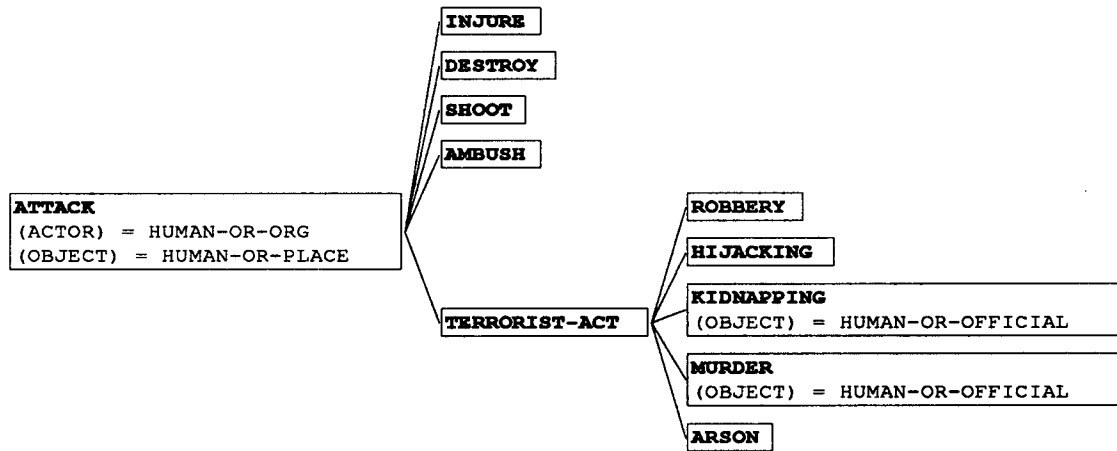 INJURE
DESTROY
SHOOT
AMBUSH
ATTACK
(ACTOR) = HUMAN-OR-ORG
(OBJECT) = HUMAN-OR-PLACE
TERRORIST-ACT
ROBBERY
HIJACKING
KIDNAPPING
(OBJECT) = HUMAN-OR-OFFICIAL
MURDER
(OBJECT) = HUMAN-OR-OFFICIAL
ARSON